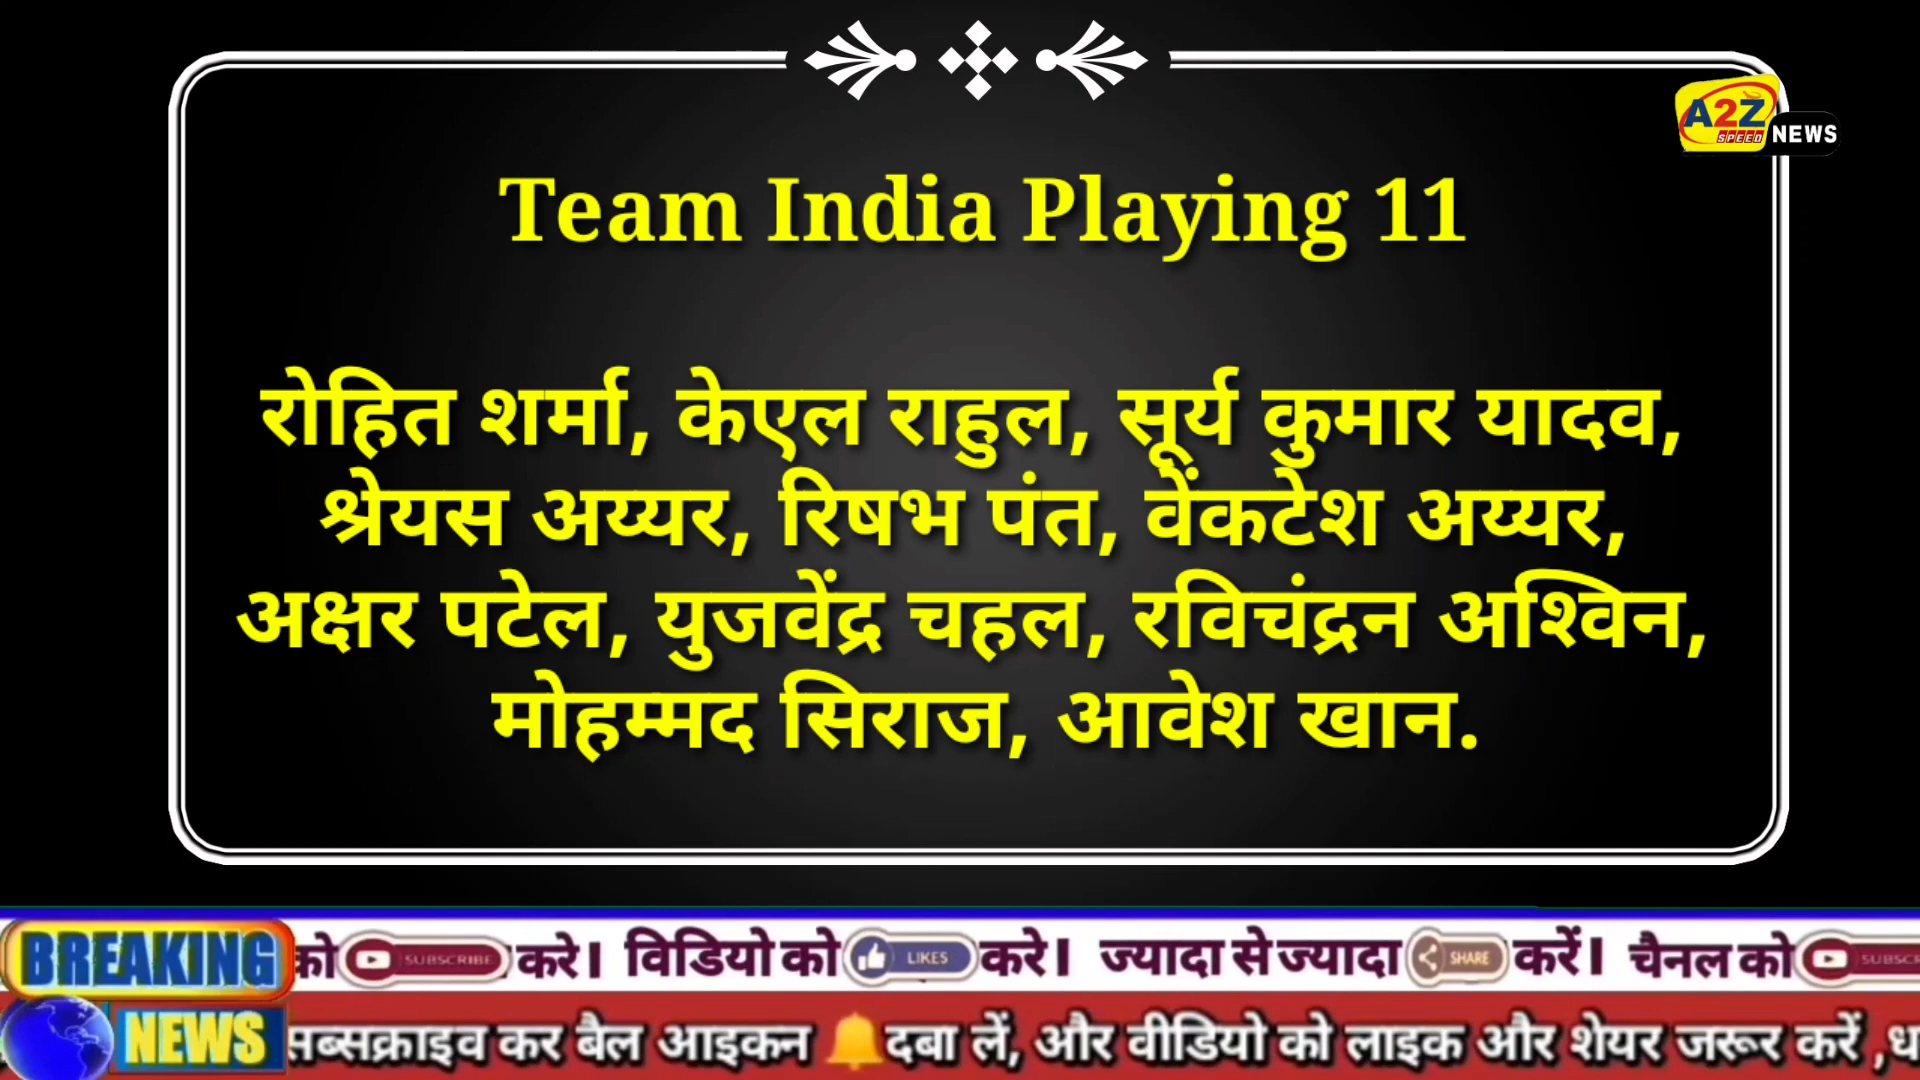 A2Z
SPEED
NEWS
Team India Playing 11
रोहित शर्मा, केएल राहुल, सूर्य कुमार यादव,
श्रेयस अय्यर, रिषभ पंत, वेंकटेश अय्यर,
अक्षर पटेल, युजवेंद्र चहल, रविचंद्रन अश्विन,
मोहम्मद सिराज, आवेश खान.
BREAKING
को SUBSCRIBE करे। विडियो को LIKES करे। ज्यादा से ज्यादा SHARE करें। चैनल को
NEWS
सब्सक्राइव कर बैल आइकन 🔔 दबा लें, और वीडियो को लाइक और शेयर जरूर करें ,